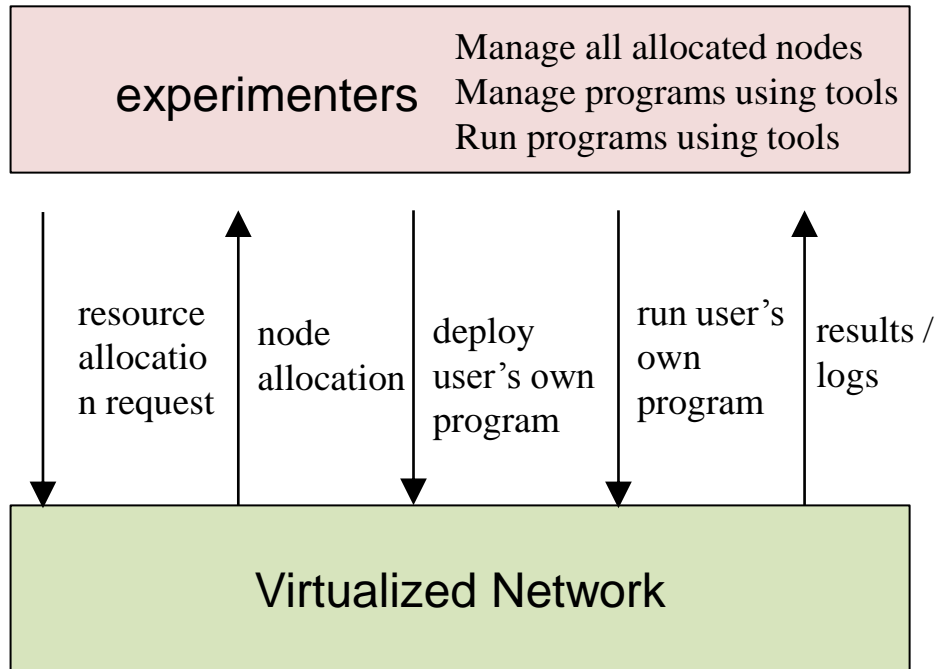 experimenters
Manage all allocated nodes
Manage programs using tools
Run programs using tools
resource
allocatio
n request
node
allocation
deploy
user’s own
program
run user’s
own
program
results /
logs
Virtualized Network